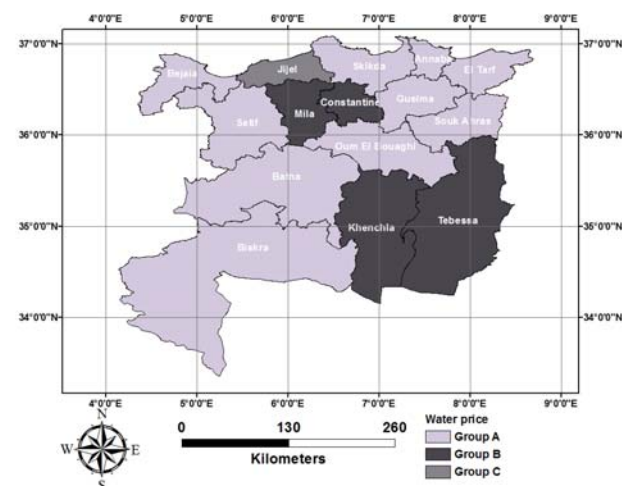 4°0'0"E 5°0'0"E 6°0'0"E 7°0'0"E 8°0'0"E 9°0'0"E
37°0'0"N 37°0'0"N
Annaba
Bejaia Jijel Skikda El Tarf
Constantine Guelma
Mila
Setif Souk Ahras
36°0'0"N 36°0'0"N
Oum El Bouaghi
Batna
35°0'0"N 35°0'0"N
Khenchla Tebessa
Biskra
34°0'0"N 34°0'0"N
4°0'0"E 5°0'0"E 6°0'0"E 7°0'0"E 8°0'0"E 9°0'0"E
N
W E
S
0 130 260
Kilometers
Water price
Group A
Group B
Group C